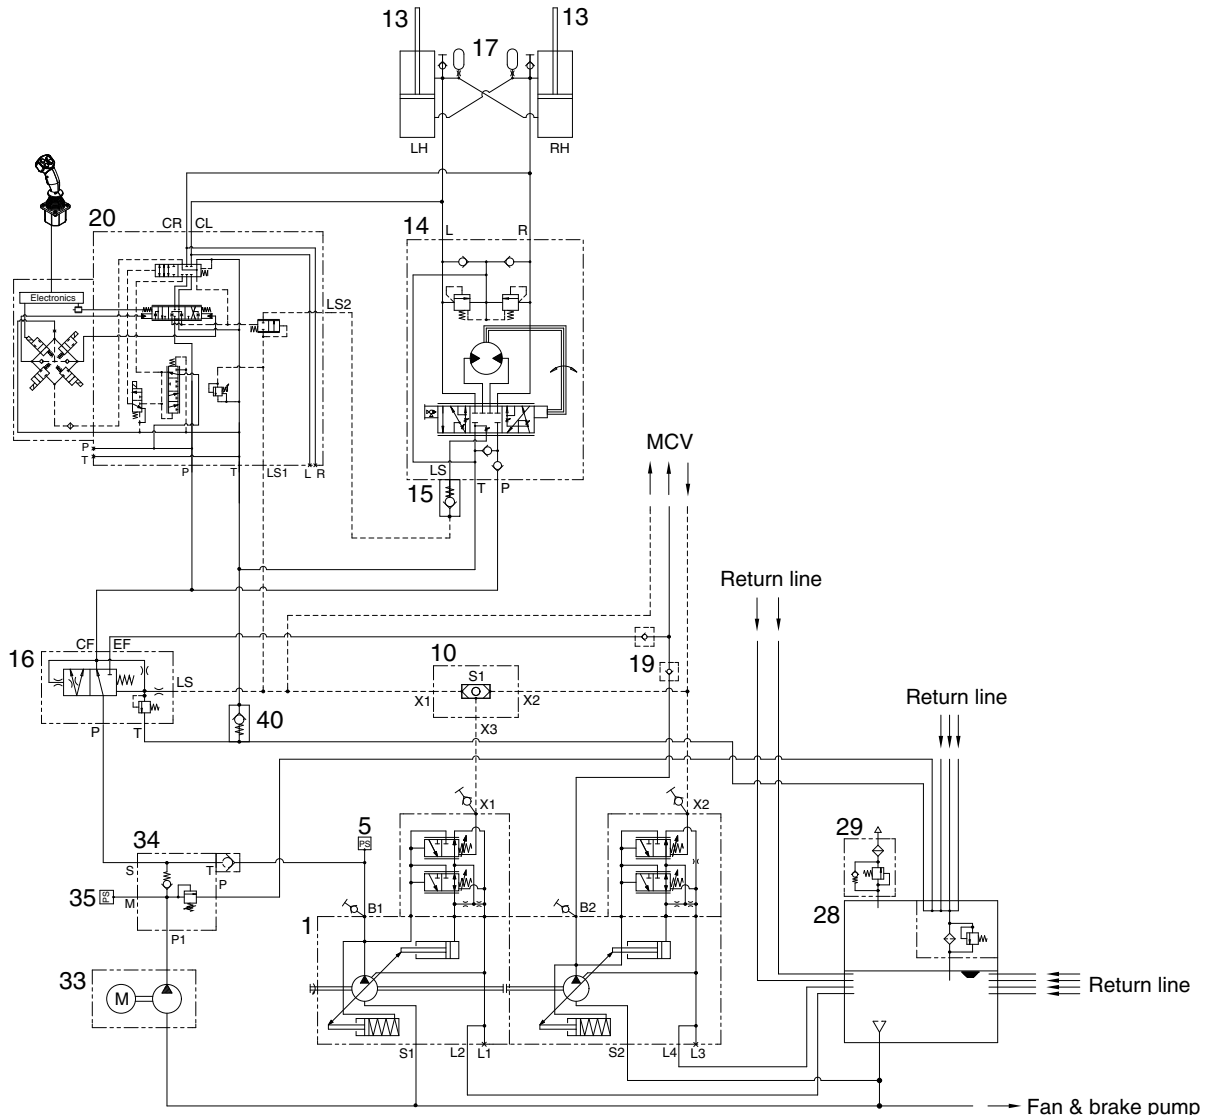 13
13
17
LH
RH
20
CR
CL
14
L
R
Electronics
LS2
MCV
P
T
P
T
LS1
L
R
LS
T
P
15
Return line
CF
EF
16
10
19
S1
LS
X1
X2
Return line
40
P
T
X3
X1
X2
5
PS
34
29
S
T
P
35
PS
M
B1
B2
1
28
P1
33
M
Return line
S1
L2
L1
S2
L4
L3
Fan & brake pump